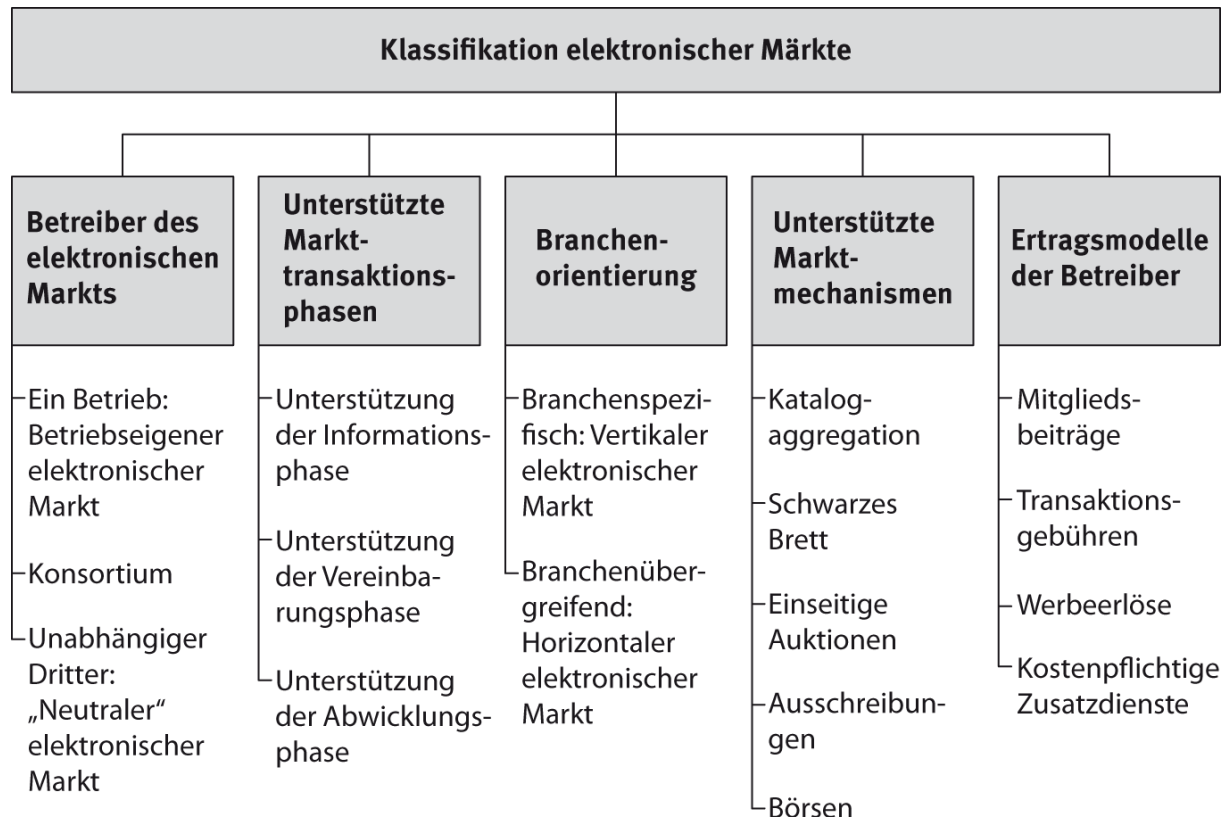 Klassifikation elektronischer Märkte
Betreiber des
elektronischen
Markts
Ein Betrieb:
Betriebseigener
elektronischer
Markt
Konsortium
Unabhängiger
Dritter:
„Neutraler“
elektronischer
Markt
Unterstützte
Markt-
transaktions-
phasen
Unterstützung
der Informations-
phase
Unterstützung
der Vereinba-
rungsphase
Unterstützung
der Abwicklungs-
phase
Branchen-
orientierung
Branchenspezi-
fisch: Vertikaler
elektronischer
Markt
Branchenüber-
greifend:
Horizontaler
elektronischer
Markt
Unterstützte
Markt-
mechanismen
Katalog-
aggregation
Schwarzes
Brett
Einseitige
Auktionen
Ausschreibun-
gen
Börsen
Ertragsmodelle
der Betreiber
Mitglieds-
beiträge
Transaktions-
gebühren
Werbeerlöse
Kostenpflichtige
Zusatzdienste